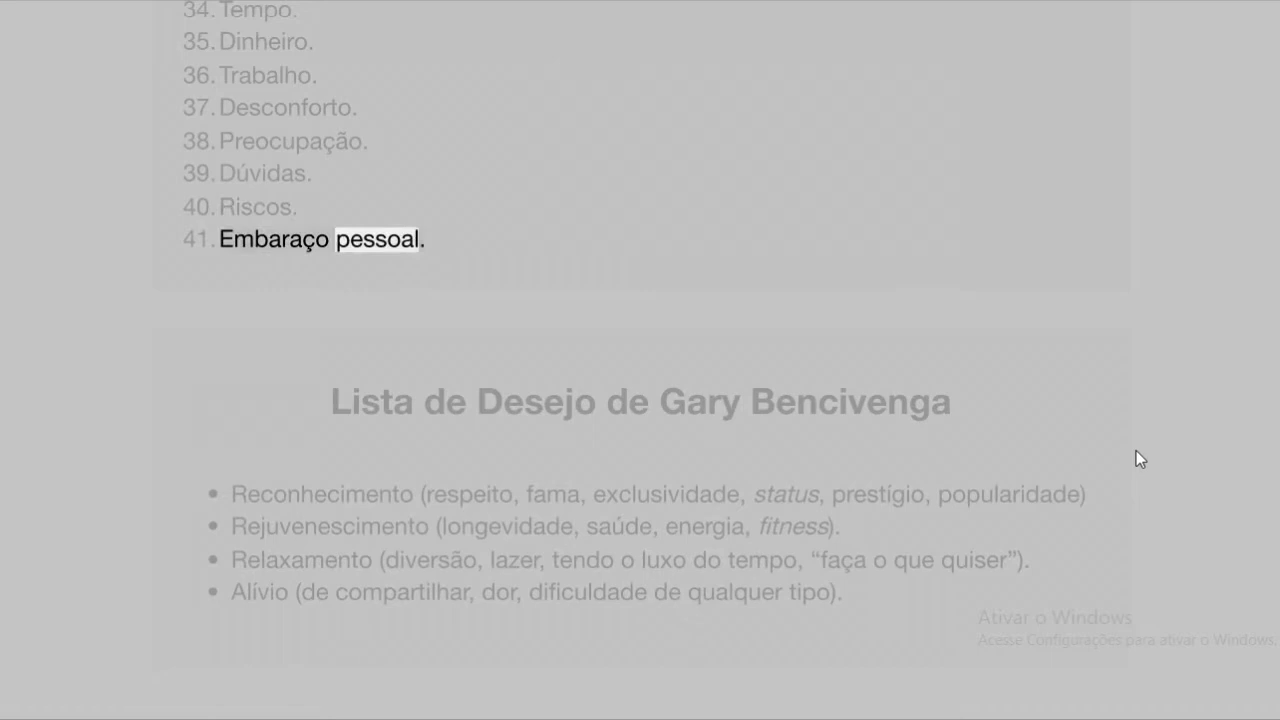 34. Tempo.
35. Dinheiro.
36. Trabalho.
37. Desconforto.
38. Preocupação.
39. Dúvidas.
40. Riscos.
41. Embaraço pessoal.
Lista de Desejo de Gary Bencivenga
• Reconhecimento (respeito, fama, exclusividade, status, prestígio, popularidade)
• Rejuvenescimento (longevidade, saúde, energia, fitness).
• Relaxamento (diversão, lazer, tendo o luxo do tempo, “faça o que quiser”).
• Alívio (de compartilhar, dor, dificuldade de qualquer tipo).
Ativar o Windows
Acesse Configurações para ativar o Windows.